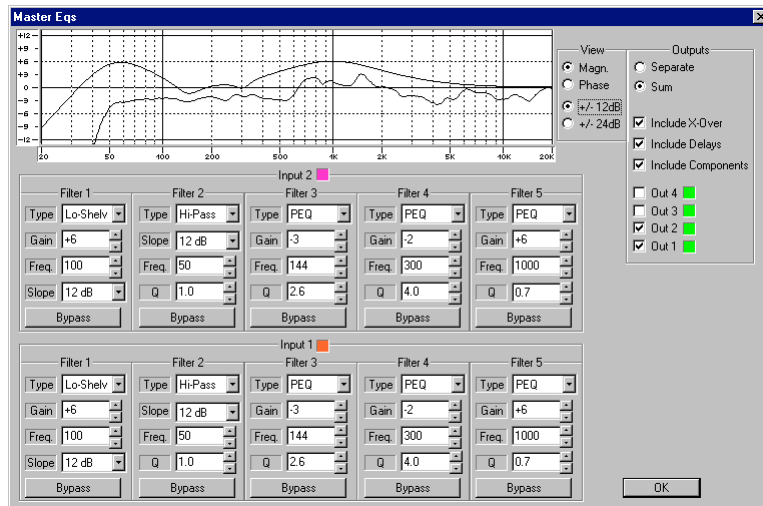 Master Eqs
+12
+9
+6
+3
0
-3
-6
-9
-12
20 50 100 200 500 1K 2K 5K 10K 20K
View
Magn.
Phase
+/- 12dB
+/- 24dB
Outputs
Separate
Sum
Include X-Over
Include Delays
Include Components
Out 4
Out 3
Out 2
Out 1
Input 2
Filter 1 Filter 2 Filter 3 Filter 4 Filter 5
Type Lo-Shelv Type Hi-Pass Type PEQ Type PEQ Type PEQ
Gain +6 Slope 12 dB Gain -3 Gain -2 Gain +6
Freq. 100 Freq. 50 Freq. 144 Freq. 300 Freq. 1000
Slope 12 dB Q 1.0 Q 2.6 Q 4.0 Q 0.7
Bypass Bypass Bypass Bypass Bypass
Input 1
Filter 1 Filter 2 Filter 3 Filter 4 Filter 5
Type Lo-Shelv Type Hi-Pass Type PEQ Type PEQ Type PEQ
Gain +6 Slope 12 dB Gain -3 Gain -2 Gain +6
Freq. 100 Freq. 50 Freq. 144 Freq. 300 Freq. 1000
Slope 12 dB Q 1.0 Q 2.6 Q 4.0 Q 0.7
Bypass Bypass Bypass Bypass Bypass
OK